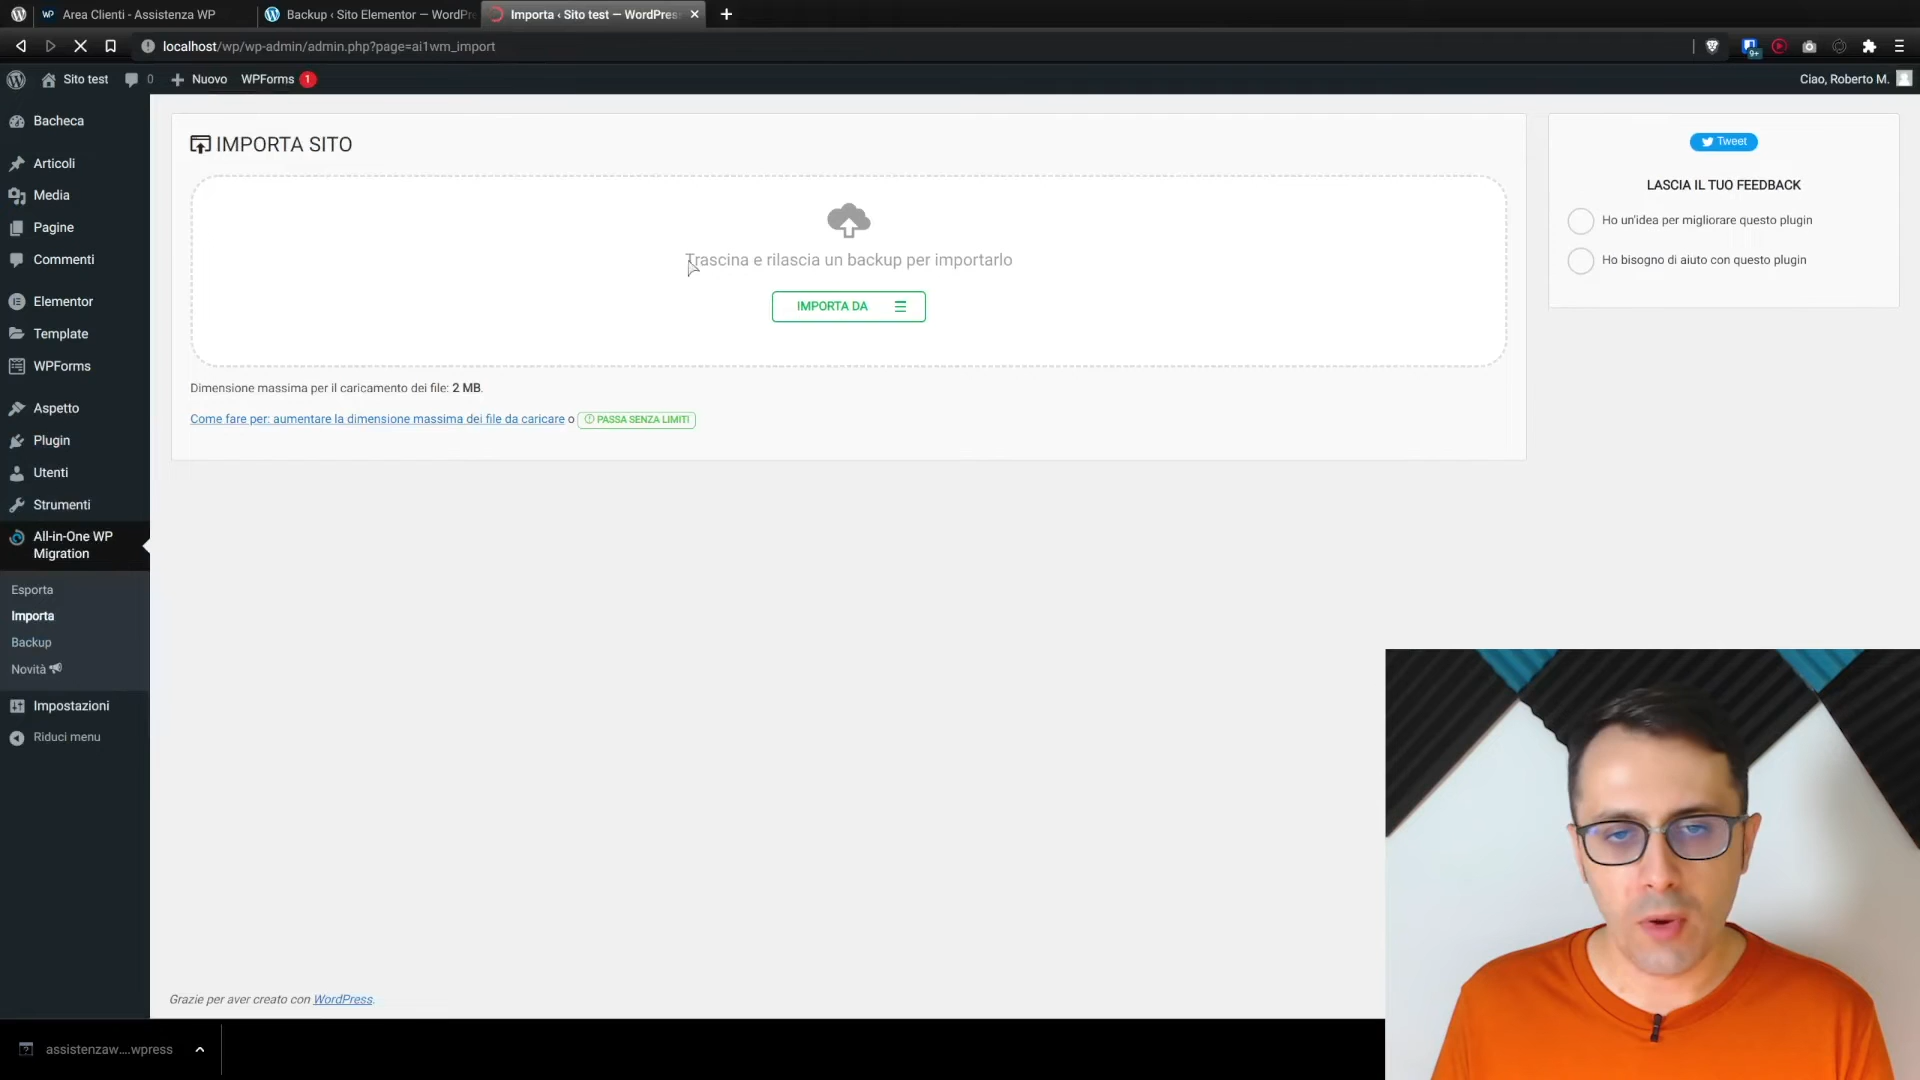 Area Clienti - Assistenza WP
Backup ‹ Sito Elementor — WordPre
Importa ‹ Sito test — WordPres
localhost/wp/wp-admin/admin.php?page=ai1wm_import
9+
Sito test
0
Nuovo
WPForms
1
Ciao, Roberto M.
Bacheca
Articoli
Media
Pagine
Commenti
Elementor
Template
WPForms
Aspetto
Plugin
Utenti
Strumenti
All-in-One WP
Migration
Esporta
Importa
Backup
Novità
Impostazioni
Riduci menu
IMPORTA SITO
Trascina e rilascia un backup per importarlo
IMPORTA DA
Dimensione massima per il caricamento dei file: 2 MB.
Come fare per: aumentare la dimensione massima dei file da caricare o PASSA SENZA LIMITI
Tweet
LASCIA IL TUO FEEDBACK
Ho un'idea per migliorare questo plugin
Ho bisogno di aiuto con questo plugin
Grazie per aver creato con WordPress.
assistenzaw....wpress